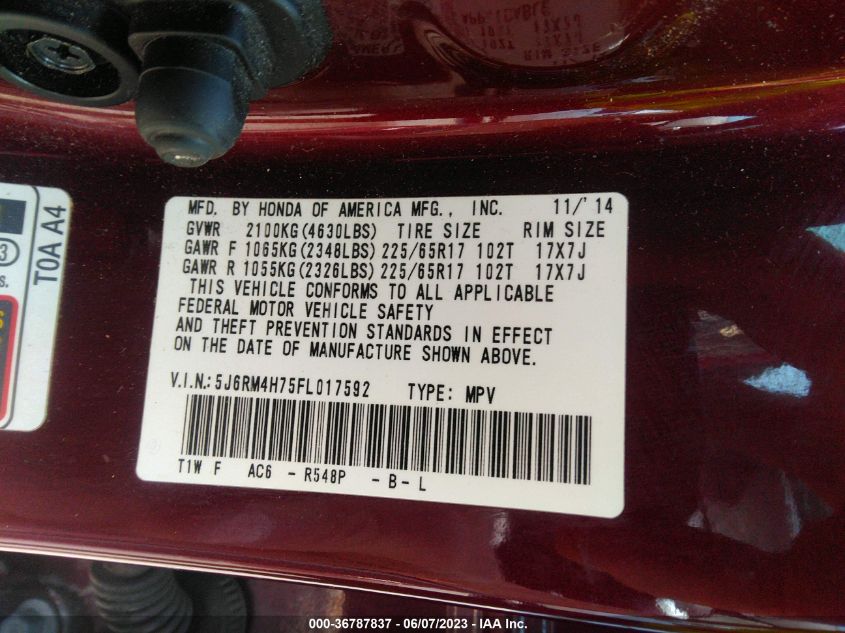 MFD. BY HONDA OF AMERICA MFG., INC. 11/'14
GVWR 2100KG(4630LBS) TIRE SIZE RIM SIZE
GAWR F 1065KG(2348LBS) 225/65R17 102T 17X7J
GAWR R 1055KG(2326LBS) 225/65R17 102T 17X7J
THIS VEHICLE CONFORMS TO ALL APPLICABLE
FEDERAL MOTOR VEHICLE SAFETY
AND THEFT PREVENTION STANDARDS IN EFFECT
ON THE DATE OF MANUFACTURE SHOWN ABOVE.
V.I.N.:5J6RM4H75FL017592 TYPE: MPV
T1W F AC6 - R548P - B - L
T0A A4
3
s.
S
000-36787837 - 06/07/2023 - IAA Inc.